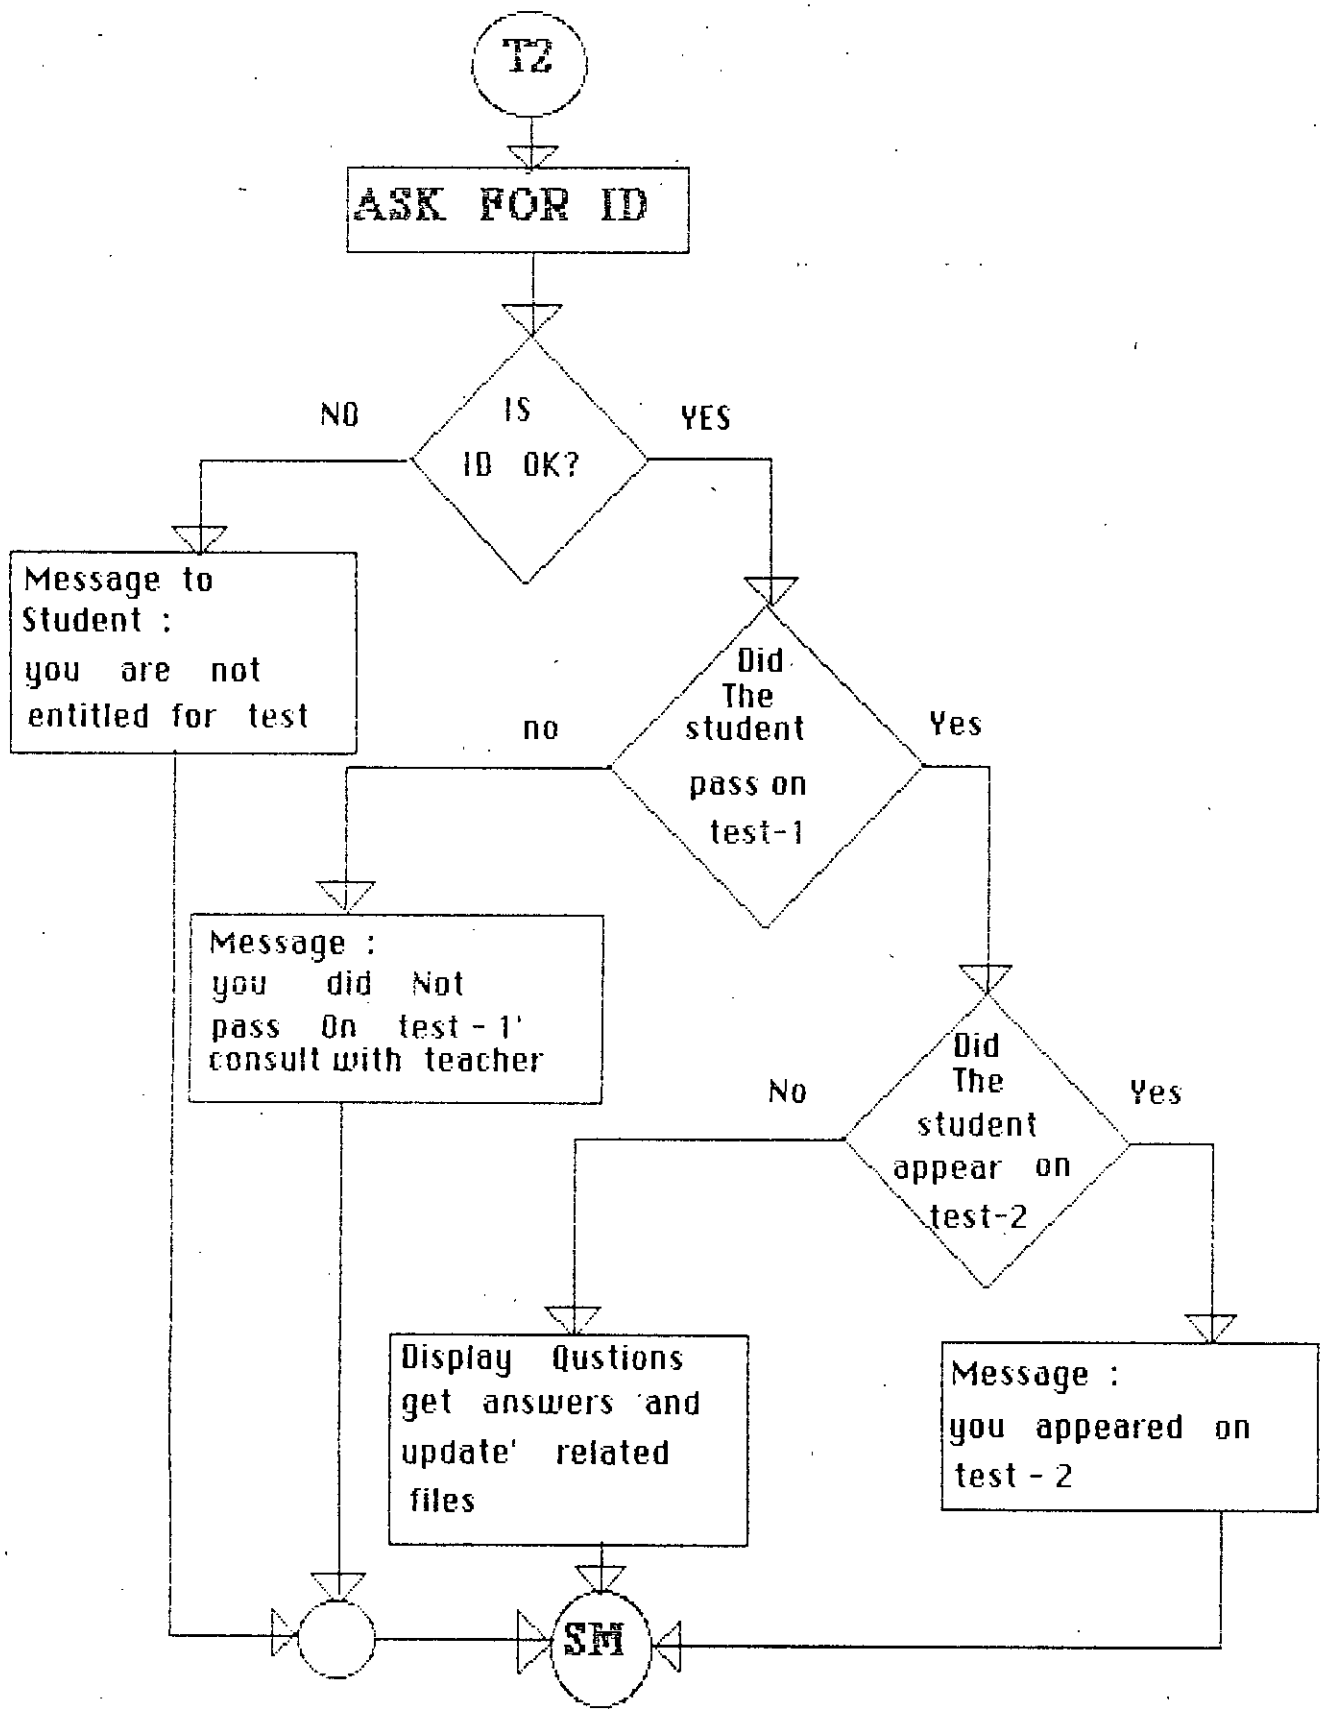 T2
ASK FOR ID
NO
IS
YES
ID OK?
Message to
Student :
you are not
entitled for test
Did
The
student
no
Yes
pass on
test-1
Message :
you did Not
pass On test - 1'
consult with teacher
Did
The
No
Yes
student
appear on
test-2
Display Qustions
get answers and
update' related
files
Message :
you appeared on
test - 2
SM